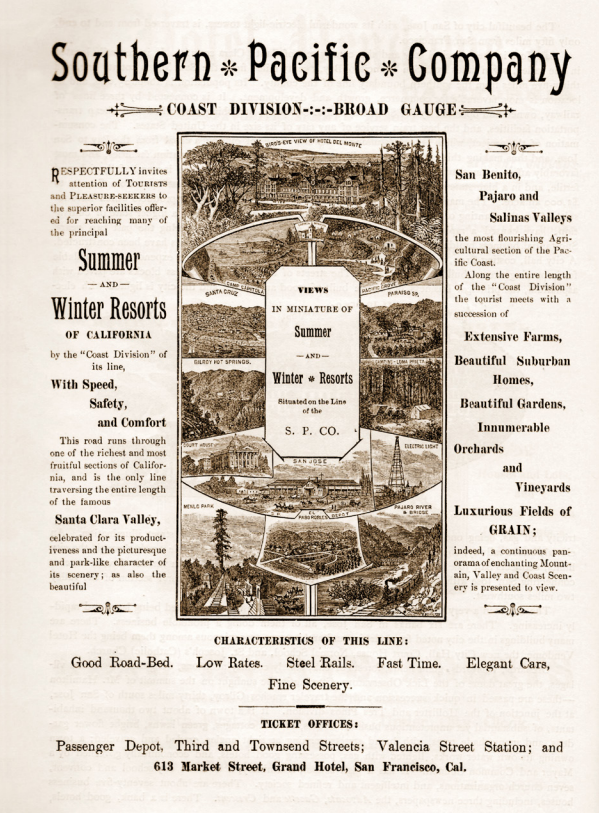 Southern * Pacific * Company
COAST DIVISION-:-:-BROAD GAUGE
RESPECTFULLY invites
attention of TOURISTS
and PLEASURE-SEEKERS to
the superior facilities offer-
ed for reaching many of
the principal
Summer
— AND —
Winter Resorts
OF CALIFORNIA
by the "Coast Division" of
its line,
With Speed,
Safety,
and Comfort
This road runs through
one of the richest and most
fruitful sections of Califor-
nia, and is the only line
traversing the entire length
of the famous
Santa Clara Valley,
celebrated for its product-
iveness and the picturesque
and park-like character of
its scenery; as also the
beautiful
BIRD'S-EYE VIEW OF HOTEL DEL MONTE
CAMP CAPITOLA
PACIFIC GROVE
SANTA CRUZ
PARAISO SP.
GILROY HOT SPRINGS,
LOMA PRIETA
VIEWS
IN MINIATURE OF
Summer
— AND —
Winter * Resorts
Situated on the Line
of the
S. P. CO.
COURT HOUSE
ELECTRIC LIGHT
SAN JOSE
DEPOT
MENLO PARK
EL
PASO ROBLES
PAJARO RIVER
& BRIDGE
San Benito,
Pajaro and
Salinas Valleys
the most flourishing Agri-
cultural section of the Pac-
ific Coast.
Along the entire length
of the "Coast Division"
the tourist meets with a
succession of
Extensive Farms,
Beautiful Suburban
Homes,
Beautiful Gardens,
Innumerable
Orchards
and
Vineyards
Luxurious Fields of
GRAIN;
indeed, a continuous pan-
orama of enchanting Mount-
ain, Valley and Coast Scen-
ery is presented to view.
CHARACTERISTICS OF THIS LINE:
Good Road-Bed. Low Rates. Steel Rails. Fast Time. Elegant Cars,
Fine Scenery.
TICKET OFFICES:
Passenger Depot, Third and Townsend Streets; Valencia Street Station; and
613 Market Street, Grand Hotel, San Francisco, Cal.